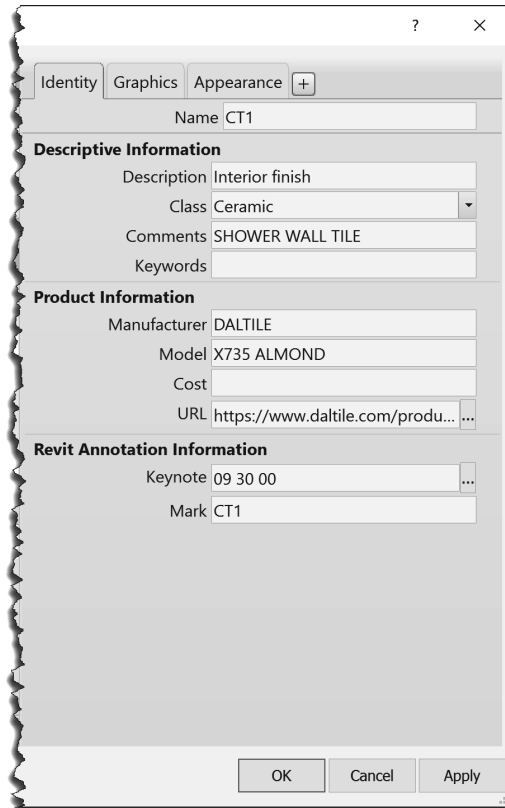 ?
Identity Graphics Appearance +
Name CT1
Descriptive Information
Description Interior finish
Class Ceramic
Comments SHOWER WALL TILE
Keywords
Product Information
Manufacturer DALTILE
Model X735 ALMOND
Cost
URL https://www.daltile.com/produ... ...
Revit Annotation Information
Keynote 09 30 00 ...
Mark CT1
OK Cancel Apply